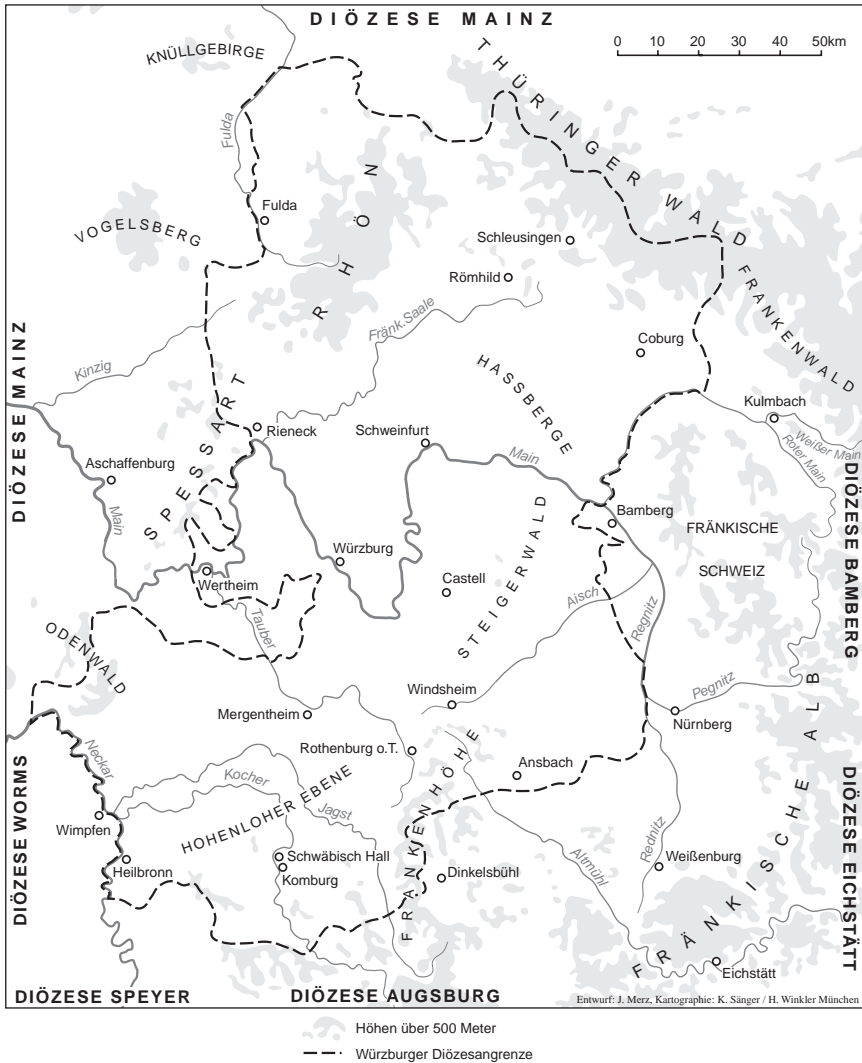 DIÖZESE MAINZ
KNÜLLGEBIRGE
0 10 20 30 40 50km
THÜRINGER WALD
Fulda
Fulda
VOGELSBERG
RHÖN
Schleusingen
Römhild
FRANKENWALD
Fränk.Saale
Coburg
Kinzig
DIÖZESE MAINZ
HASSBERGE
Kulmbach
SPESSART
Rieneck
Schweinfurt
Weißer Main
Roter Main
Aschaffenburg
Main
Main
Bamberg
DIÖZESE BAMBERG
FRÄNKISCHE
SCHWEIZ
Würzburg
STEIGERWALD
Wertheim
Castell
Aisch
Regnitz
ODENWALD
Tauber
Pegnitz
Windsheim
Mergentheim
Nürnberg
Rothenburg o.T.
Neckar
Ansbach
Kocher
HOHENLOHER EBENE
Jagst
FRANKENHÖHE
DIÖZESE WORMS
Wimpfen
DIÖZESE EICHSTÄTT
Altmühl
Rednitz
Schwäbisch Hall
Heilbronn
Komburg
Dinkelsbühl
Weißenburg
FRÄNKISCHE ALB
Eichstätt
DIÖZESE SPEYER
DIÖZESE AUGSBURG
Entwurf: J. Merz, Kartographie: K. Sänger / H. Winkler München
Höhen über 500 Meter
Würzburger Diözesangrenze